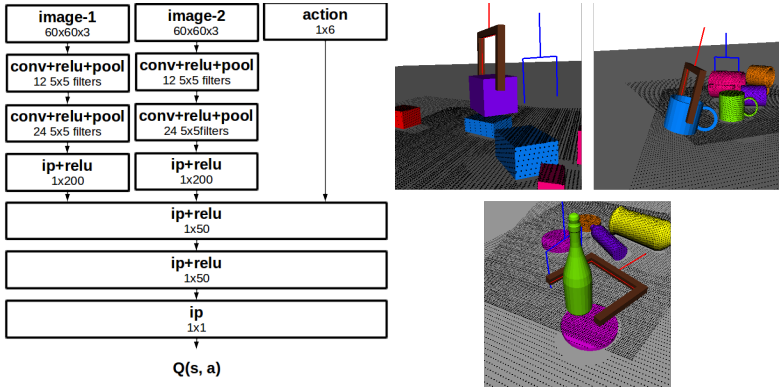 image-1
60x60x3
image-2
60x60x3
action
1x6
conv+relu+pool
12 5x5 filters
conv+relu+pool
12 5x5 filters
conv+relu+pool
24 5x5 filters
conv+relu+pool
24 5x5filters
ip+relu
1x200
ip+relu
1x200
ip+relu
1x50
ip+relu
1x50
ip
1x1
Q(s, a)